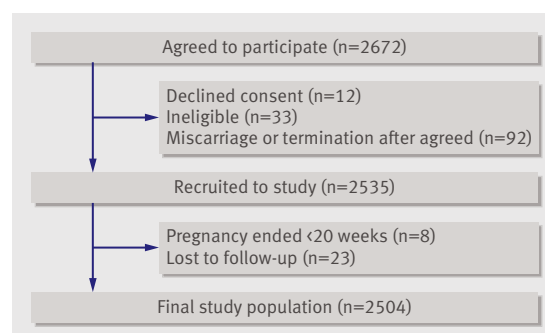 Agreed to participate (n=2672)
Declined consent (n=12)
Ineligible (n=33)
Miscarriage or termination after agreed (n=92)
Recruited to study (n=2535)
Pregnancy ended <20 weeks (n=8)
Lost to follow-up (n=23)
Final study population (n=2504)